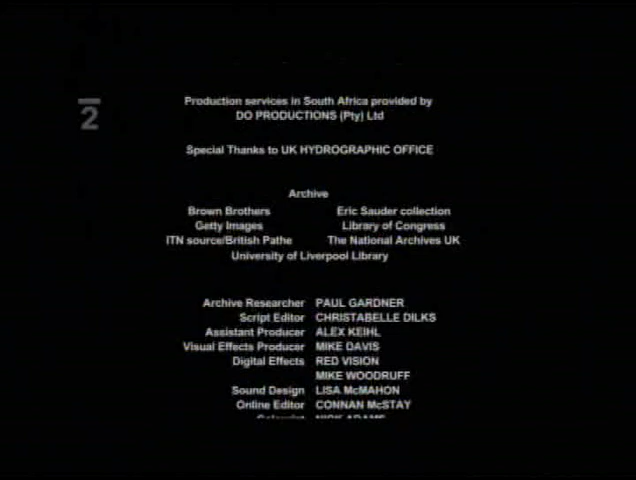 2
Production services in South Africa provided by
DO PRODUCTIONS (Pty) Ltd
Special Thanks to UK HYDROGRAPHIC OFFICE
Archive
Brown Brothers Eric Sauder collection
Getty Images Library of Congress
ITN source/British Pathe The National Archives UK
University of Liverpool Library
Archive Researcher PAUL GARDNER
Script Editor CHRISTABELLE DILKS
Assistant Producer ALEX KEIHL
Visual Effects Producer MIKE DAVIS
Digital Effects RED VISION
MIKE WOODRUFF
Sound Design LISA McMAHON
Online Editor CONNAN McSTAY